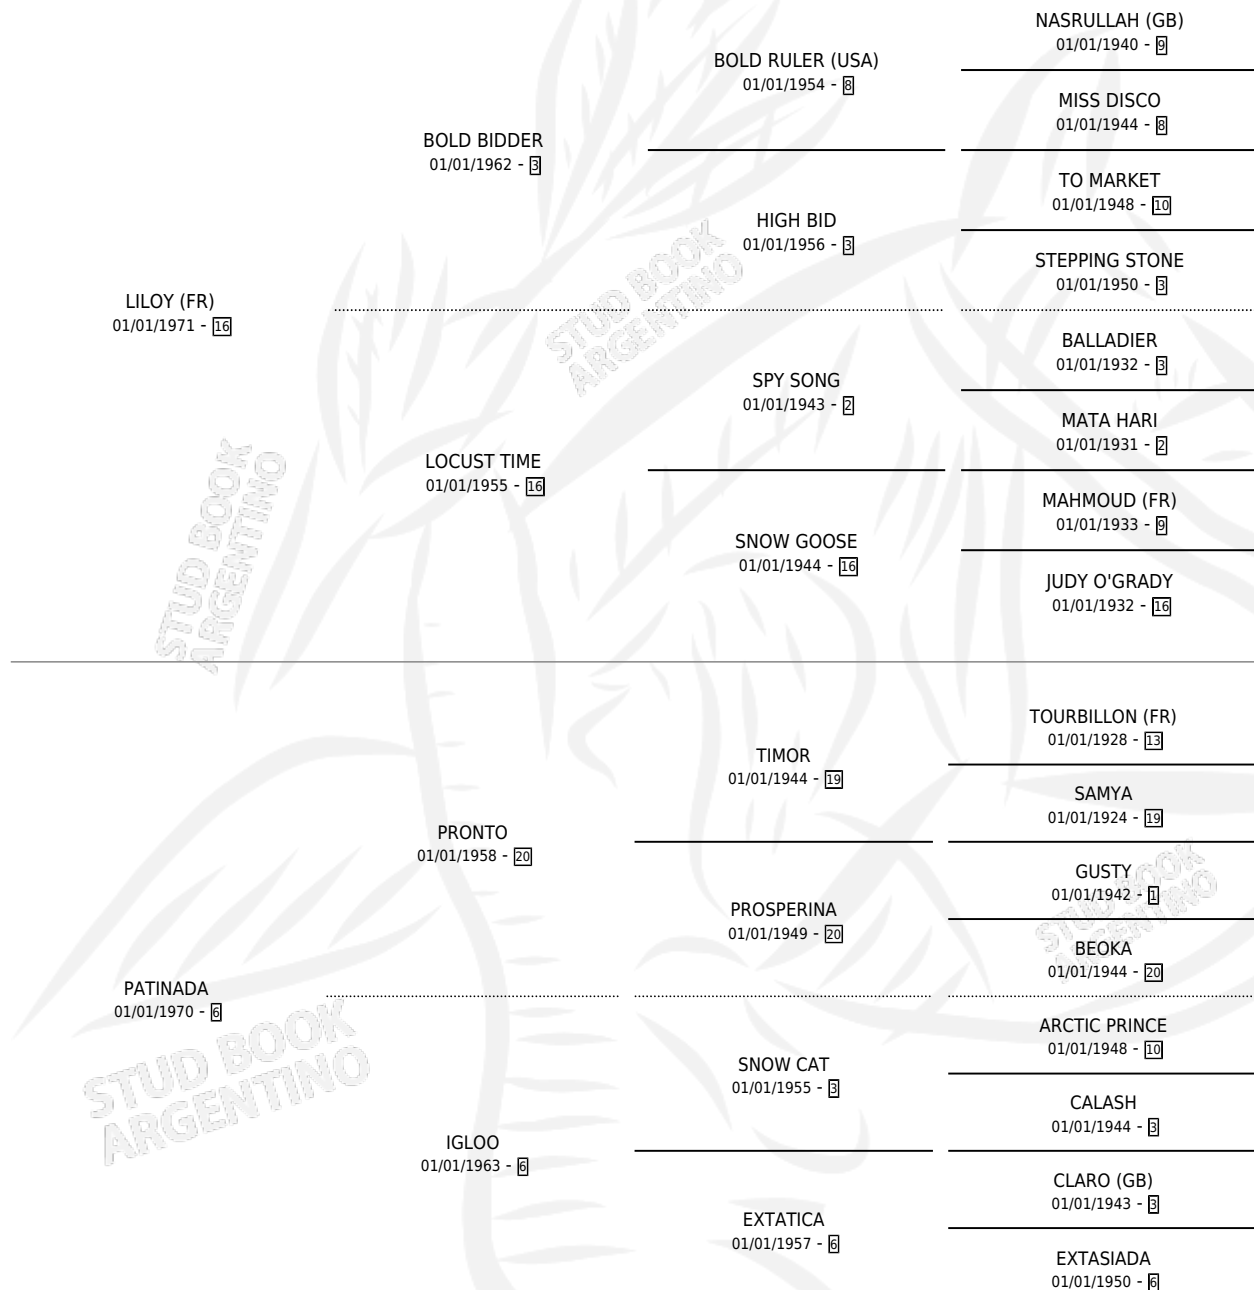 NASRULLAH (GB)
01/01/1940 - 9
BOLD RULER (USA)
01/01/1954 - 8
MISS DISCO
01/01/1944 - 8
BOLD BIDDER
01/01/1962 - 3
TO MARKET
01/01/1948 - 10
HIGH BID
01/01/1956 - 3
STEPPING STONE
01/01/1950 - 3
LILOY (FR)
01/01/1971 - 16
BALLADIER
01/01/1932 - 3
SPY SONG
01/01/1943 - 2
MATA HARI
01/01/1931 - 2
LOCUST TIME
01/01/1955 - 16
MAHMOUD (FR)
01/01/1933 - 9
SNOW GOOSE
01/01/1944 - 16
JUDY O'GRADY
01/01/1932 - 16
TOURBILLON (FR)
01/01/1928 - 13
TIMOR
01/01/1944 - 19
SAMYA
01/01/1924 - 19
PRONTO
01/01/1958 - 20
GUSTY
01/01/1942 - 1
PROSPERINA
01/01/1949 - 20
BEOKA
01/01/1944 - 20
PATINADA
01/01/1970 - 6
ARCTIC PRINCE
01/01/1948 - 10
SNOW CAT
01/01/1955 - 3
CALASH
01/01/1944 - 3
IGLOO
01/01/1963 - 6
CLARO (GB)
01/01/1943 - 3
EXTATICA
01/01/1957 - 6
EXTASIADA
01/01/1950 - 6
STUD BOOK
ARGENTINO
STUD BOOK
ARGENTINO
STUD BOOK
ARGENTINO
STUD BOOK
ARGENTINO